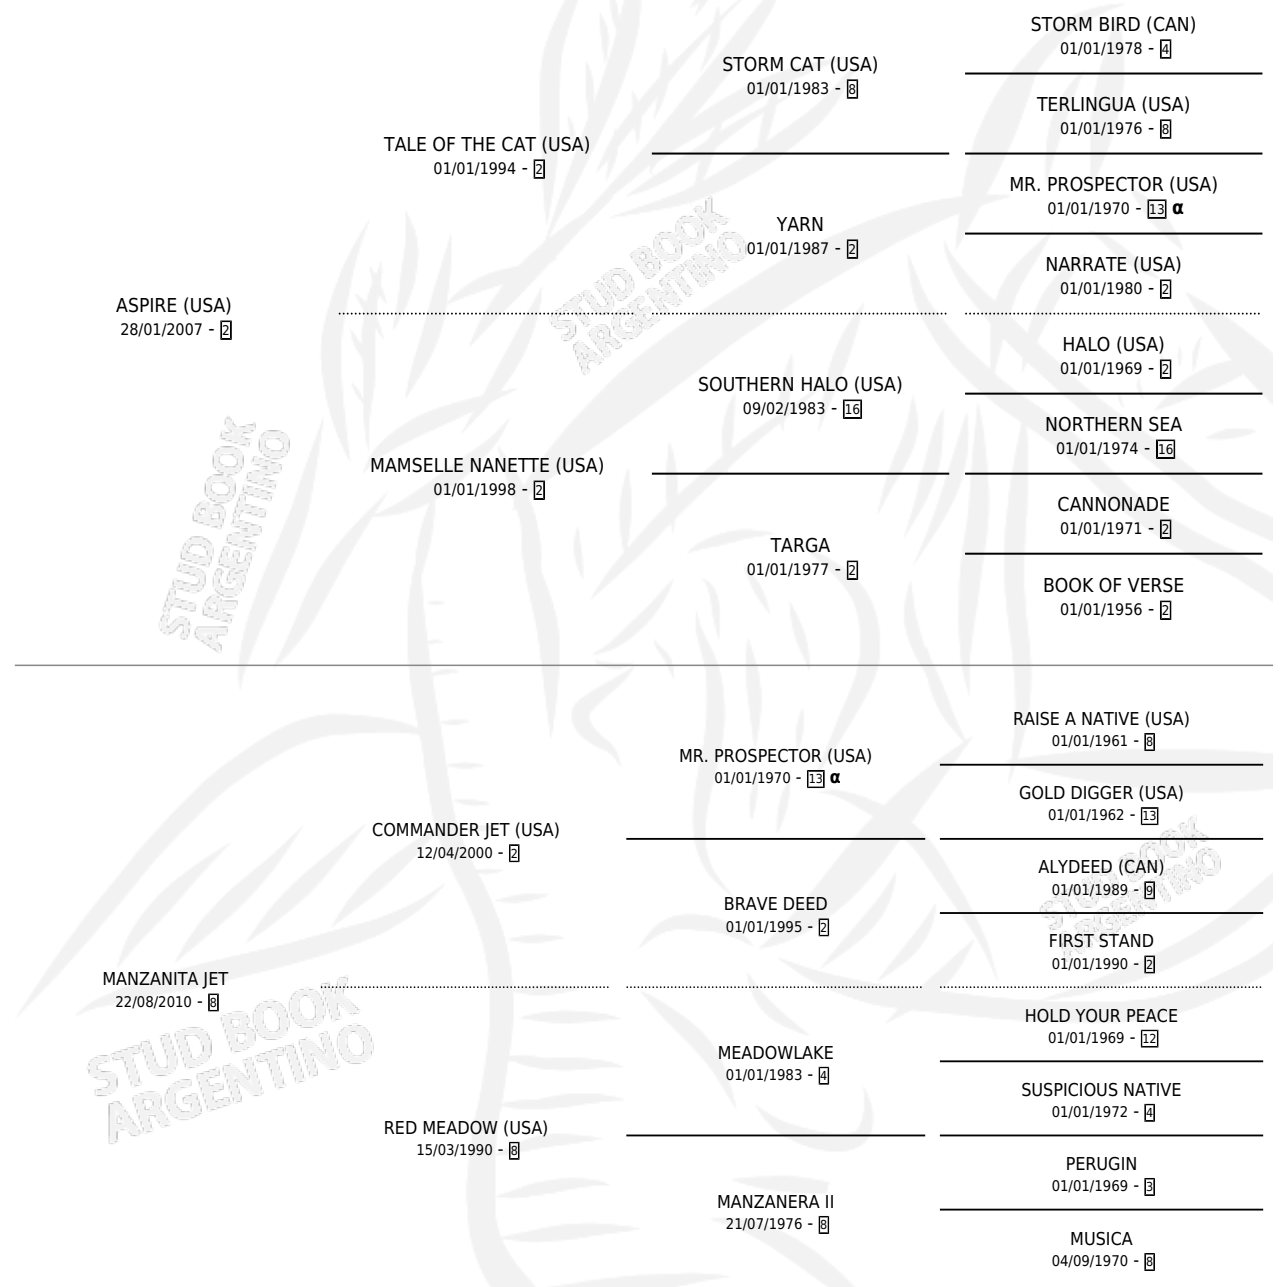 STORM BIRD (CAN)
01/01/1978 - 4
STORM CAT (USA)
01/01/1983 - 8
TERLINGUA (USA)
01/01/1976 - 8
TALE OF THE CAT (USA)
01/01/1994 - 2
MR. PROSPECTOR (USA)
01/01/1970 - 13 α
YARN
01/01/1987 - 2
NARRATE (USA)
01/01/1980 - 2
ASPIRE (USA)
28/01/2007 - 2
HALO (USA)
01/01/1969 - 2
SOUTHERN HALO (USA)
09/02/1983 - 16
NORTHERN SEA
01/01/1974 - 16
MAMSELLE NANETTE (USA)
01/01/1998 - 2
CANNONADE
01/01/1971 - 2
TARGA
01/01/1977 - 2
BOOK OF VERSE
01/01/1956 - 2
STUD BOOK
ARGENTINO
STUD BOOK
ARGENTINO
RAISE A NATIVE (USA)
01/01/1961 - 8
MR. PROSPECTOR (USA)
01/01/1970 - 13 α
GOLD DIGGER (USA)
01/01/1962 - 13
COMMANDER JET (USA)
12/04/2000 - 2
ALYDEED (CAN)
01/01/1989 - 9
BRAVE DEED
01/01/1995 - 2
FIRST STAND
01/01/1990 - 2
MANZANITA JET
22/08/2010 - 8
HOLD YOUR PEACE
01/01/1969 - 12
MEADOWLAKE
01/01/1983 - 4
SUSPICIOUS NATIVE
01/01/1972 - 4
RED MEADOW (USA)
15/03/1990 - 8
PERUGIN
01/01/1969 - 3
MANZANERA II
21/07/1976 - 8
MUSICA
04/09/1970 - 8
STUD BOOK
ARGENTINO
STUD BOOK
ARGENTINO